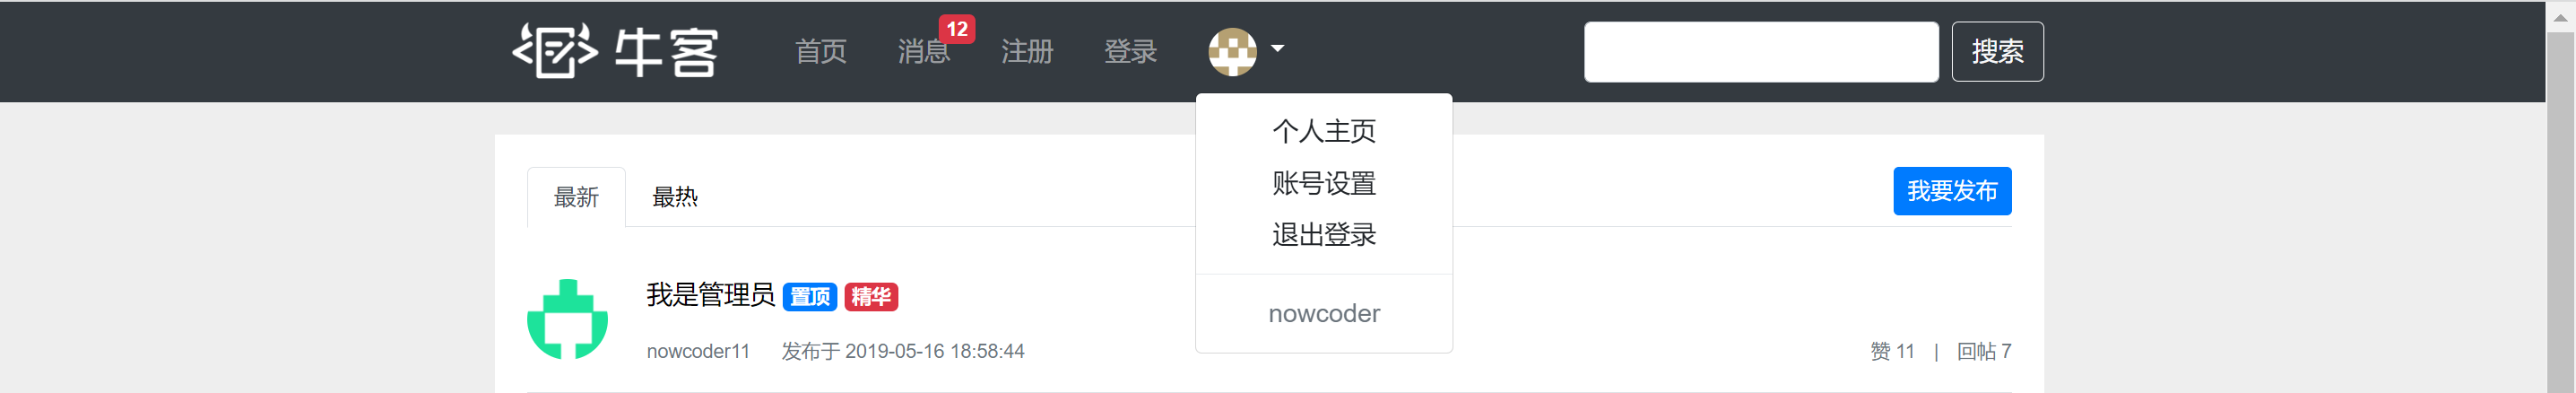 牛客 首页 消息 12 注册 登录 搜索
个人主页
账号设置
退出登录
nowcoder
最新 最热 我要发布
我是管理员 置顶 精华
nowcoder11 发布于 2019-05-16 18:58:44 赞 11 | 回帖 7